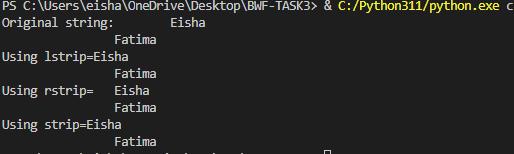 PS C:\Users\eisha\OneDrive\Desktop\BWF-TASK3> & C:/Python311/python.exe c
Original string:        Eisha
                Fatima
Using lstrip=Eisha
                Fatima
Using rstrip=   Eisha
                Fatima
Using strip=Eisha
                Fatima